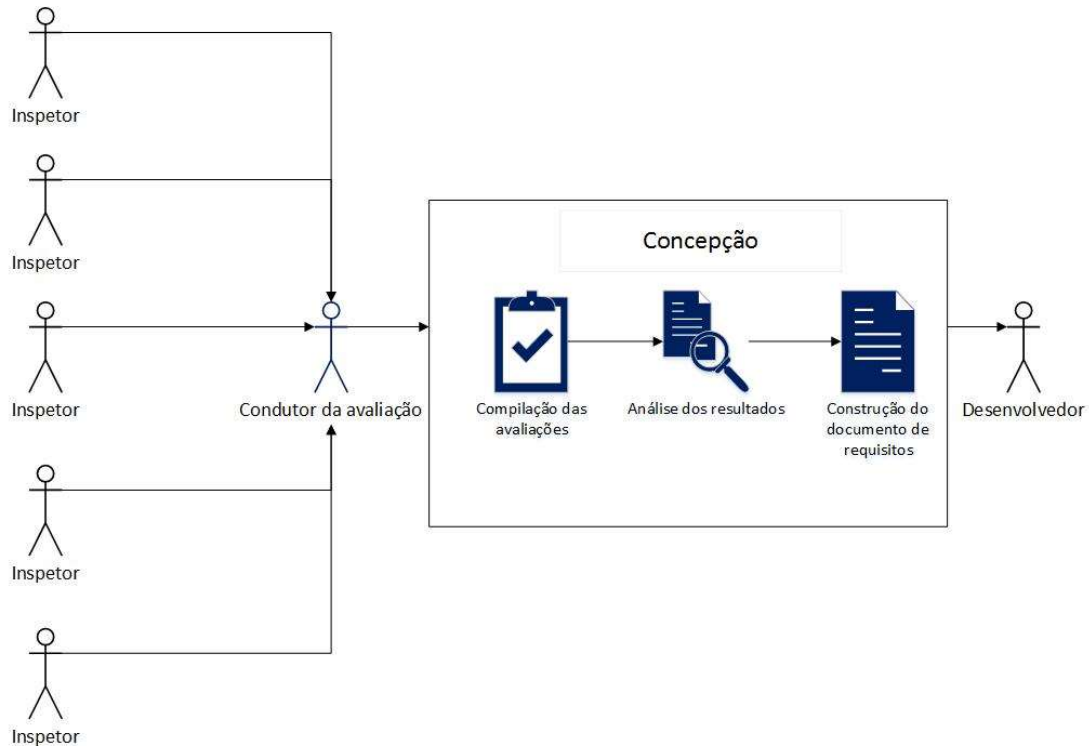 Inspetor
Inspetor
Inspetor
Inspetor
Inspetor
Condutor da avaliação
Concepção
Compilação das
avaliações
Análise dos resultados
Construção do
documento de
requisitos
Desenvolvedor